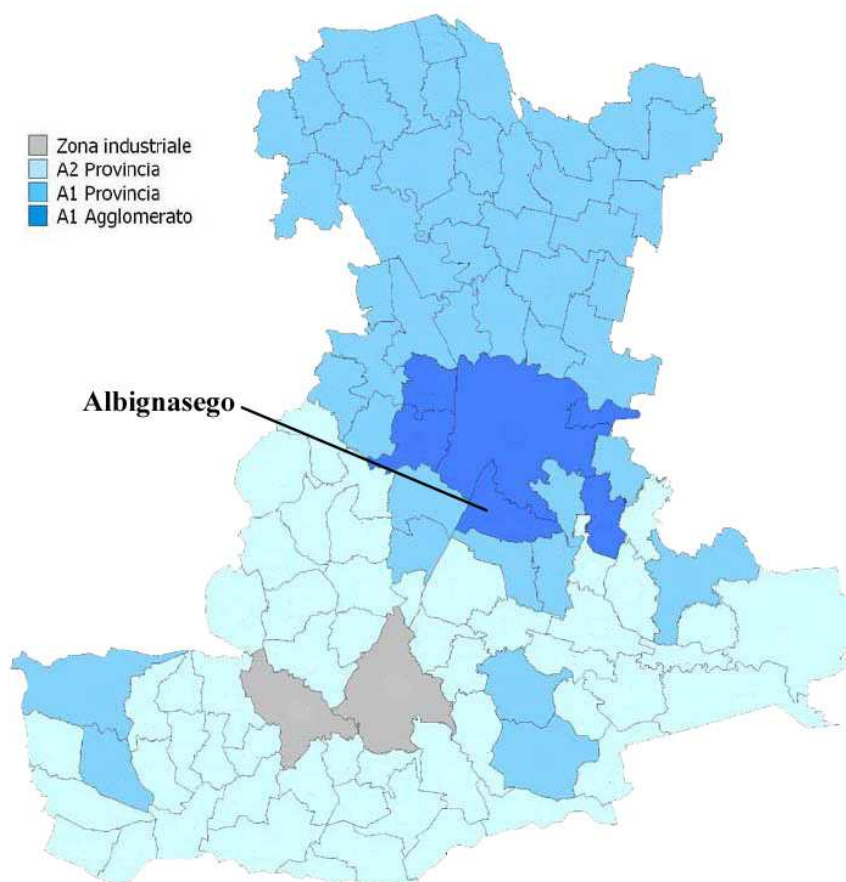 Zona industriale
A2 Provincia
A1 Provincia
A1 Agglomerato
Albignasego